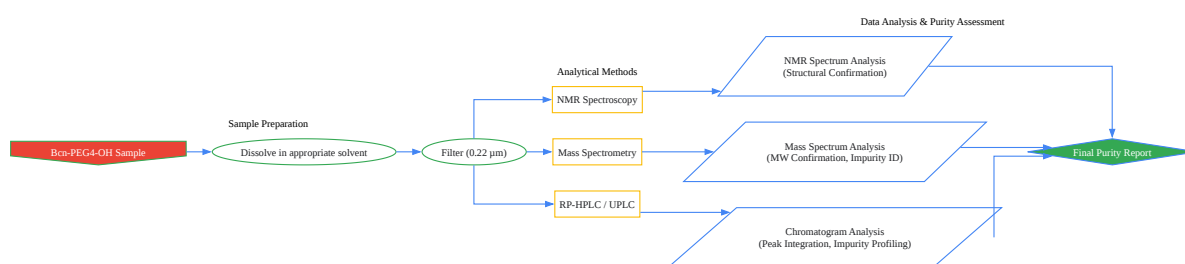 Data Analysis & Purity Assessment
NMR Spectrum Analysis
(Structural Confirmation)
Analytical Methods
NMR Spectroscopy
Sample Preparation
Bcn-PEG4-OH Sample
Dissolve in appropriate solvent
Filter (0.22 µm)
Mass Spectrometry
Mass Spectrum Analysis
(MW Confirmation, Impurity ID)
Final Purity Report
RP-HPLC / UPLC
Chromatogram Analysis
(Peak Integration, Impurity Profiling)